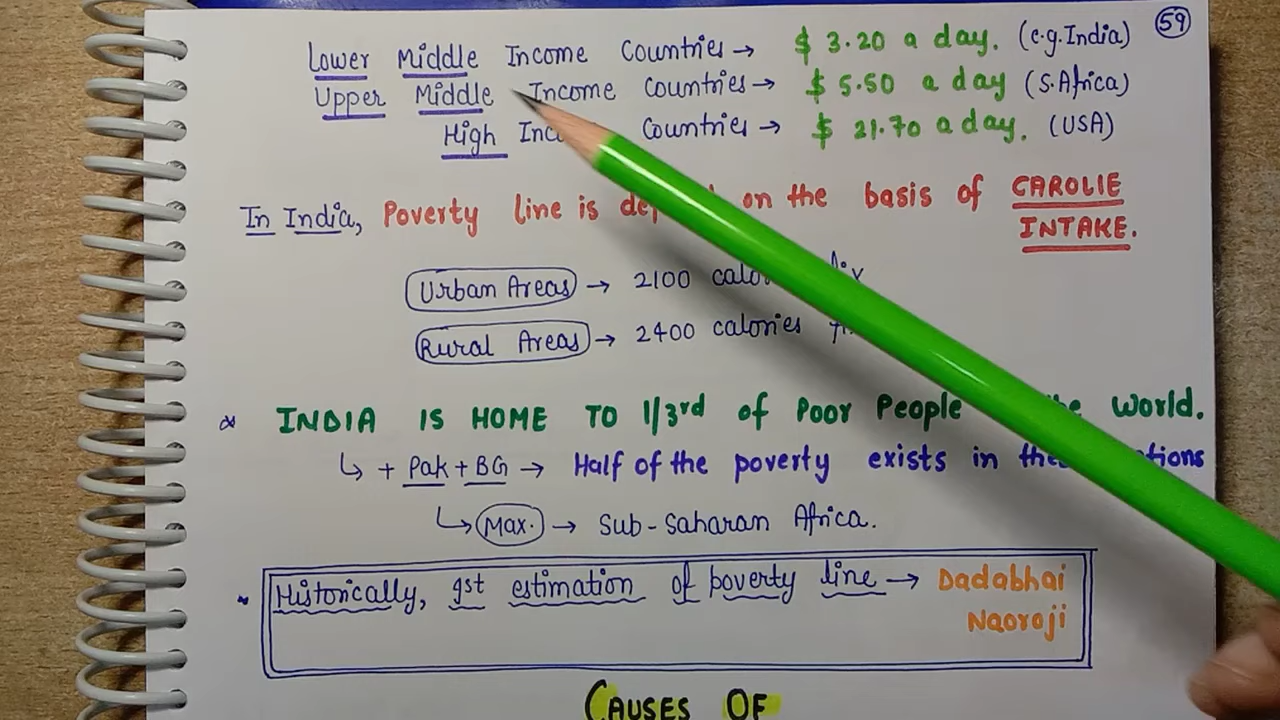 59
Lower Middle Income Countries → $ 3.20 a day. (e.g. India)
Upper Middle Income Countries → $ 5.50 a day (S. Africa)
High Countries → $ 21.70 a day. (USA)
In India, Poverty line is on the basis of CAROLIE
INTAKE.
Urban Areas → 2100
Rural Areas → 2400 calories
INDIA IS HOME TO 1/3rd of Poor People World.
↳ + Pak + BG → Half of the poverty exists in
↳ Max. → Sub-Saharan Africa.
Historically, 1st estimation of poverty line → Dadabhai
Naoroji
CAUSES OF